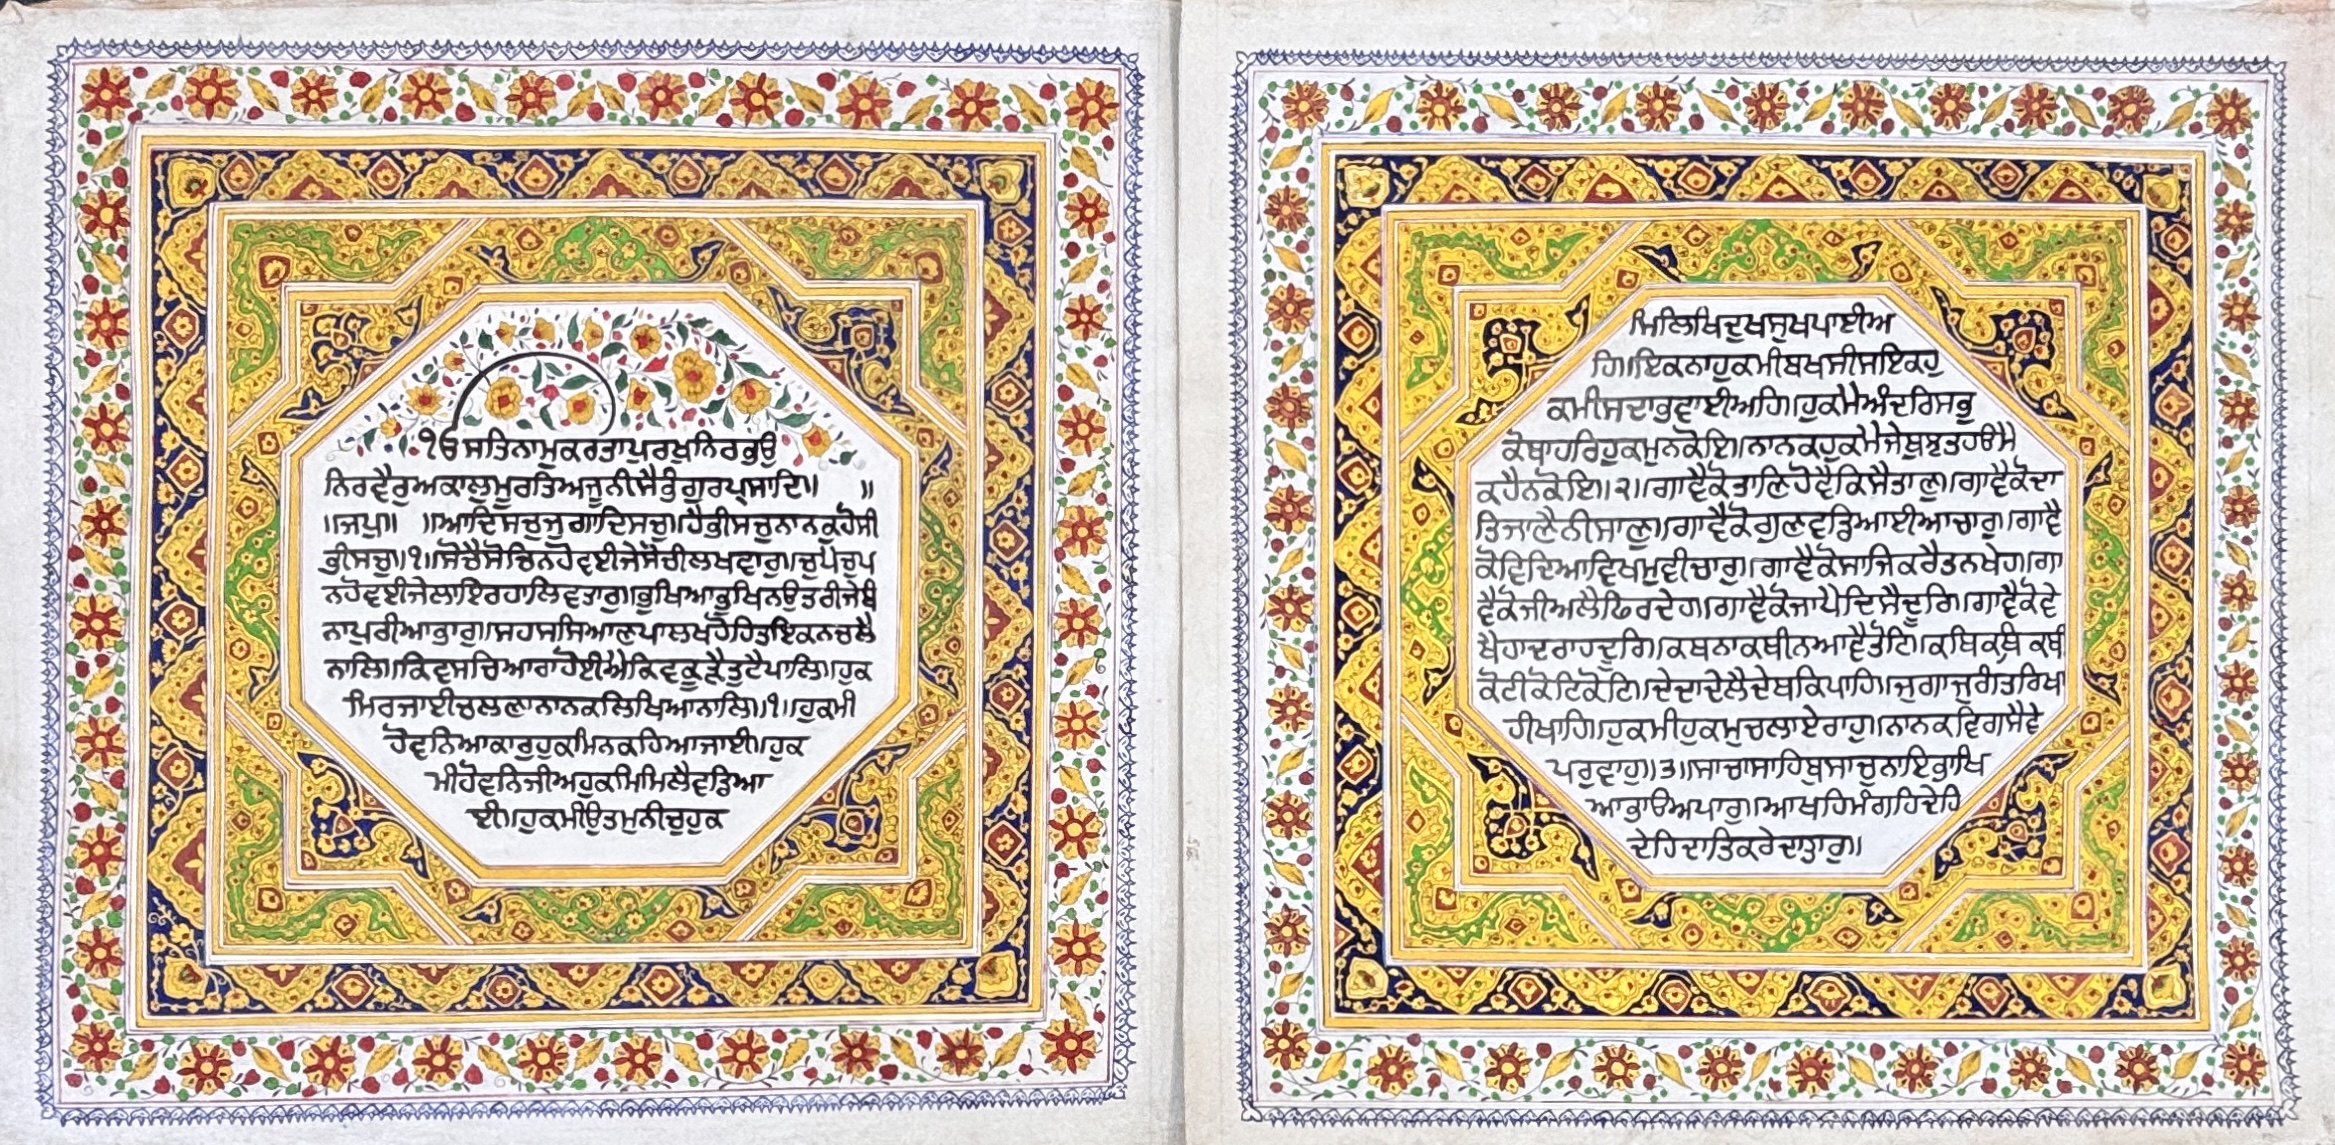 ੴਸਤਿਨਾਮੁਕਰਤਾਪੁਰਖੁਨਿਰਭਉ
ਨਿਰਵੈਰੁਅਕਾਲਮੂਰਤਿਅਜੂਨੀਸੈਭੰਗੁਰਪ੍ਰਸਾਦਿ॥ ॥
॥ਜਪੁ॥ ॥ਆਦਿਸਚੁਜੁਗਾਦਿਸਚੁ॥ਹੈਭੀਸਚੁਨਾਨਕਹੋਸੀ
ਭੀਸਚੁ॥੧॥ਸੋਚੈਸੋਚਿਨਹੋਵਈਜੇਸੋਚੀਲਖਵਾਰ॥ਚੁਪੈਚੁਪ
ਨਹੋਵਈਜੇਲਾਇਰਹਾਲਿਵਤਾਰ॥ਭੁਖਿਆਭੁਖਿਨਉਤਰੀਜੇਬੰ
ਨਾਪੁਰੀਆਭਾਰ॥ਸਹਸਸਿਆਣਪਾਲਖਹੋਹਿਤਇਕਨਚਲੈ
ਨਾਲਿ॥ਕਿਵਸਚਿਆਰਾਹੋਈਐਕਿਵਕੂੜੈਤੁਟੈਪਾਲਿ॥ਹੁਕ
ਮਿਰਜਾਈਚਲਣਾਨਾਨਕਲਿਖਿਆਨਾਲਿ॥੧॥ਹੁਕਮੀ
ਹੋਵਨਿਆਕਾਰਹੁਕਮਿਨਕਹਿਆਜਾਈ॥ਹੁਕ
ਮੀਹੋਵਨਿਜੀਅਹੁਕਮਿਮਿਲੈਵਡਿਆ
ਈ॥ਹੁਕਮੀਉਤਮੁਨੀਚੁਹੁਕ
ਮਿਲਿਖਿਦੁਖਸੁਖਪਾਈਅ
ਹਿ॥ਇਕਨਾਹੁਕਮੀਬਖਸੀਸਇਕਹੁ
ਕਮੀਸਦਾਭਵਾਈਅਹਿ॥ਹੁਕਮੈਅੰਦਰਿਸਭੁ
ਕੋਬਾਹਰਿਹੁਕਮਨਕੋਇ॥ਨਾਨਕਹੁਕਮੈਜੇਬੁਝੈਤਹਉਮੈ
ਕਹੈਨਕੋਇ॥੨॥ਗਾਵੈਕੋਤਾਣੁਹੋਵੈਕਿਸੈਤਾਣੁ॥ਗਾਵੈਕੋਦਾ
ਤਿਜਾਣੈਨੀਸਾਣੁ॥ਗਾਵੈਕੋਗੁਣਵਡਿਆਈਆਚਾਰ॥ਗਾਵੈ
ਕੋਵਿਦਿਆਵਿਖਮੁਵੀਚਾਰੁ॥ਗਾਵੈਕੋਸਾਜਿਕਰੇਤਨੁਖੇਹ॥ਗਾ
ਵੈਕੋਜੀਅਲੈਫਿਰਦੇਹ॥ਗਾਵੈਕੋਜਾਪੈਦਿਸੈਦੂਰਿ॥ਗਾਵੈਕੋਵੇ
ਖੈਹਾਦਰਾਹਦੂਰਿ॥ਕਥਨਾਕਥੀਨਆਵੈਤੋਟਿ॥ਕਥਿਕਥਿਕਥੀ
ਕੋਟੀਕੋਟਿਕੋਟਿ॥ਦੇਦਾਦੇਲੈਦੇਥਕਿਪਾਹਿ॥ਜੁਗਾਜੁਗੰਤਰਿਖਾ
ਹੀਖਾਹਿ॥ਹੁਕਮੀਹੁਕਮੁਚਲਾਏਰਾਹੁ॥ਨਾਨਕਵਿਗਸੈਵੇ
ਪਰਵਾਹੁ॥੩॥ਸਾਚਾਸਾਹਿਬੁਸਾਚੁਨਾਇਭਾਖਿ
ਆਭਾਉਅਪਾਰੁ॥ਆਖਹਿਮੰਗਹਿਦੇਹਿ
ਦੇਹਿਦਾਤਿਕਰੇਦਾਤਾਰੁ॥